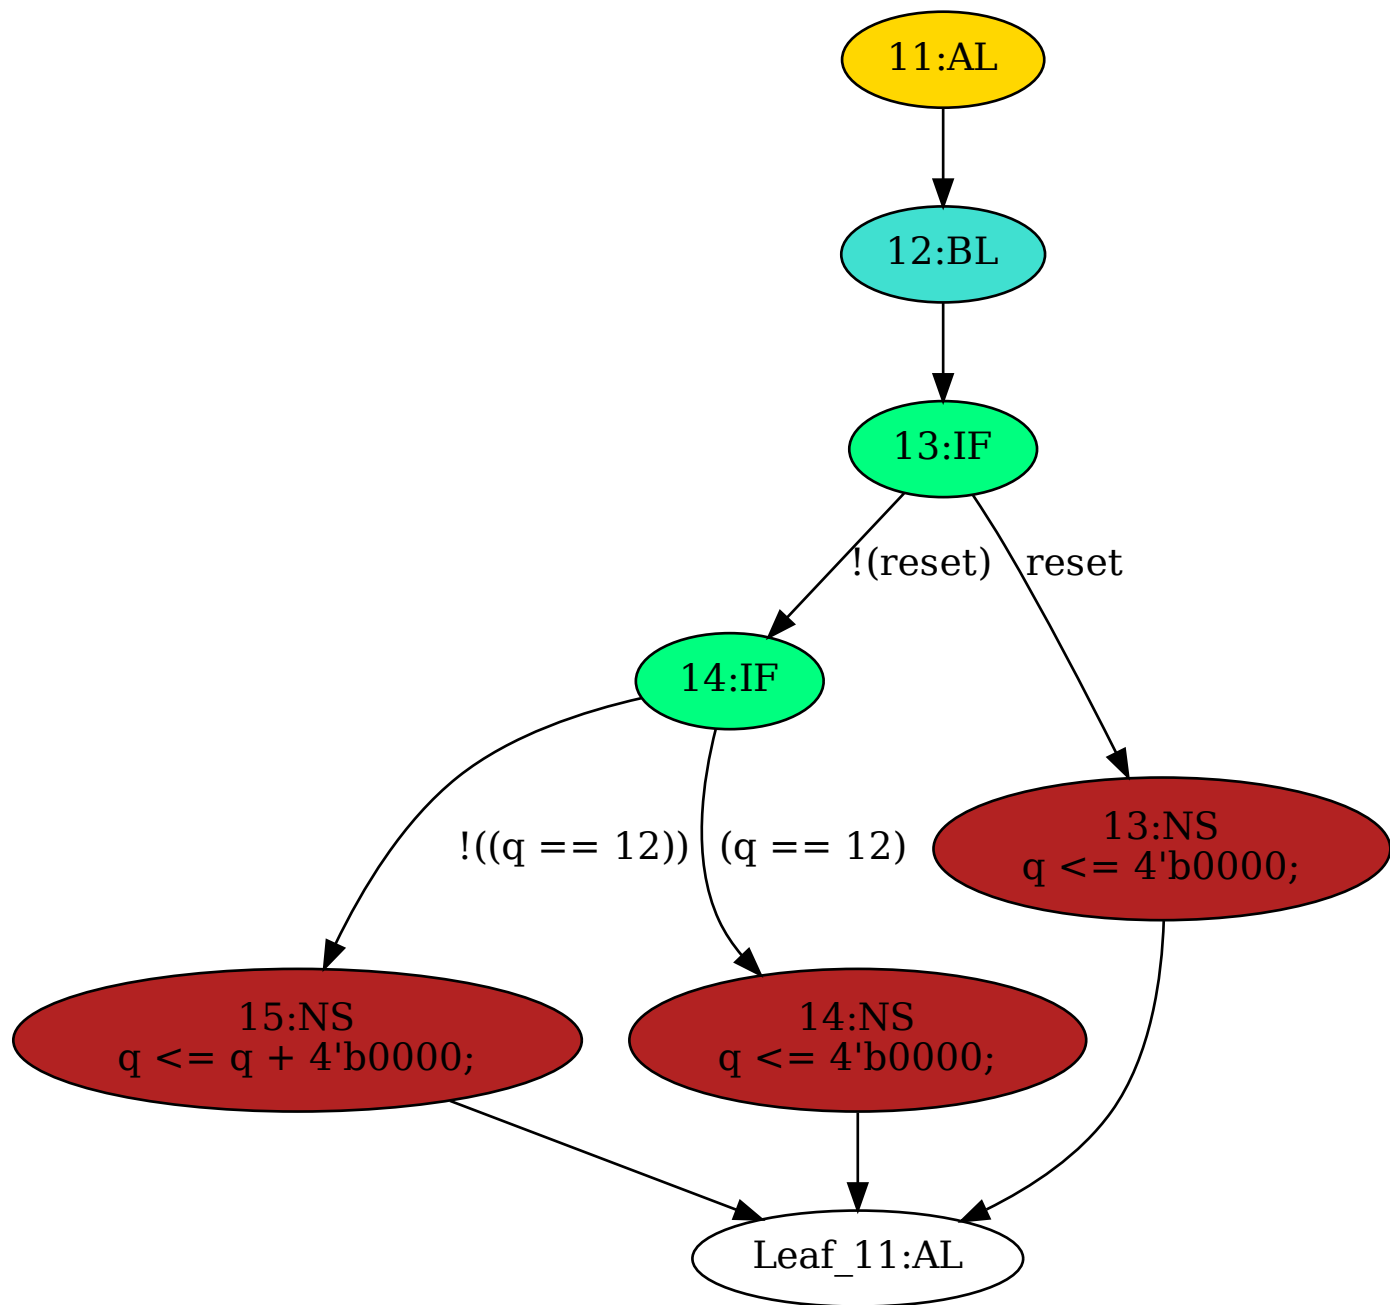 11:AL
12:BL
13:IF
!(reset)
reset
14:IF
!((q == 12))
(q == 12)
13:NS
q <= 4'b0000;
15:NS
q <= q + 4'b0000;
14:NS
q <= 4'b0000;
Leaf_11:AL